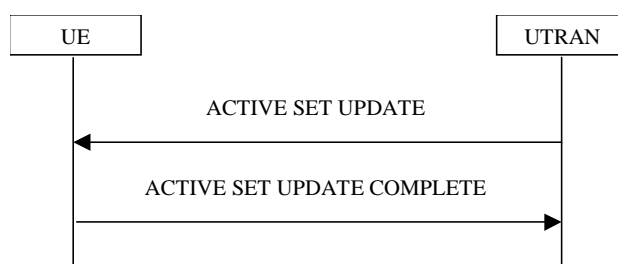 UE
UTRAN
ACTIVE SET UPDATE
ACTIVE SET UPDATE COMPLETE